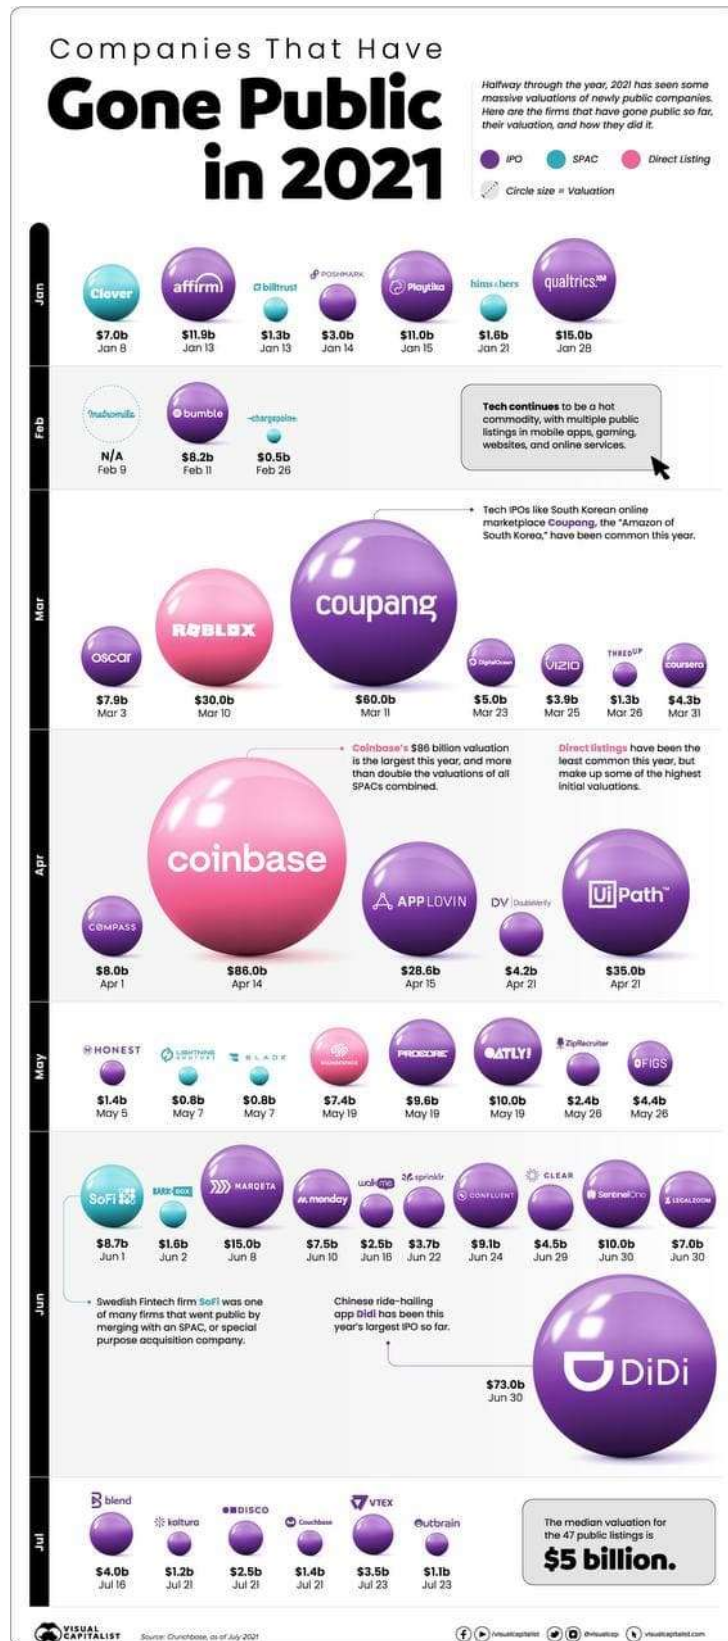 Companies That Have
Gone Public
in 2021
Halfway through the year, 2021 has seen some
massive valuations of newly public companies.
Here are the firms that have gone public so far,
their valuation, and how they did it.
IPO SPAC Direct Listing
Circle size = Valuation
Jan
Clover affirm billtrust POSHMARK Playtika hims&hers qualtrics.XM
$7.0b $11.9b $1.3b $3.0b $11.0b $1.6b $15.0b
Jan 8 Jan 13 Jan 13 Jan 14 Jan 15 Jan 21 Jan 28
Feb
metromile bumble -chargepoin+
N/A $8.2b $0.5b
Feb 9 Feb 11 Feb 26
Tech continues to be a hot
commodity, with multiple public
listings in mobile apps, gaming,
websites, and online services.
Mar
Tech IPOs like South Korean online
marketplace Coupang, the "Amazon of
South Korea," have been common this year.
oscar ROBLOX coupang DigitalOcean VIZIO THREDUP coursera
$7.9b $30.0b $60.0b $5.0b $3.9b $1.3b $4.3b
Mar 3 Mar 10 Mar 11 Mar 23 Mar 25 Mar 26 Mar 31
Apr
Coinbase's $86 billion valuation
is the largest this year, and more
than double the valuations of all
SPACs combined.
Direct listings have been the
least common this year, but
make up some of the highest
initial valuations.
COMPASS coinbase APPLOVIN DV DoubleVerify UiPath™
$8.0b $86.0b $28.6b $4.2b $35.0b
Apr 1 Apr 14 Apr 15 Apr 21 Apr 21
May
HONEST LIGHTNING BLADE SQUARESPACE PROCORE OATLY! ZipRecruiter FIGS
$1.4b $0.8b $0.8b $7.4b $9.6b $10.0b $2.4b $4.4b
May 5 May 7 May 7 May 19 May 19 May 19 May 26 May 26
Jun
SoFi BARK BOX MARQETA monday walkme sprinklr CONFLUENT CLEAR SentinelOne LEGALZOOM
$8.7b $1.6b $15.0b $7.5b $2.5b $3.7b $9.1b $4.5b $10.0b $7.0b
Jun 1 Jun 2 Jun 8 Jun 10 Jun 16 Jun 22 Jun 24 Jun 29 Jun 30 Jun 30
Swedish Fintech firm SoFi was one
of many firms that went public by
merging with an SPAC, or special
purpose acquisition company.
Chinese ride-hailing
app Didi has been this
year's largest IPO so far.
DiDi
$73.0b
Jun 30
Jul
blend kaltura DISCO Couchbase VTEX Outbrain
$4.0b $1.2b $2.5b $1.4b $3.5b $1.1b
Jul 16 Jul 21 Jul 21 Jul 21 Jul 23 Jul 23
The median valuation for
the 47 public listings is
$5 billion.
VISUAL
CAPITALIST
Source: Crunchbase, as of July 2021
/visualcapitalist @visualcap visualcapitalist.com